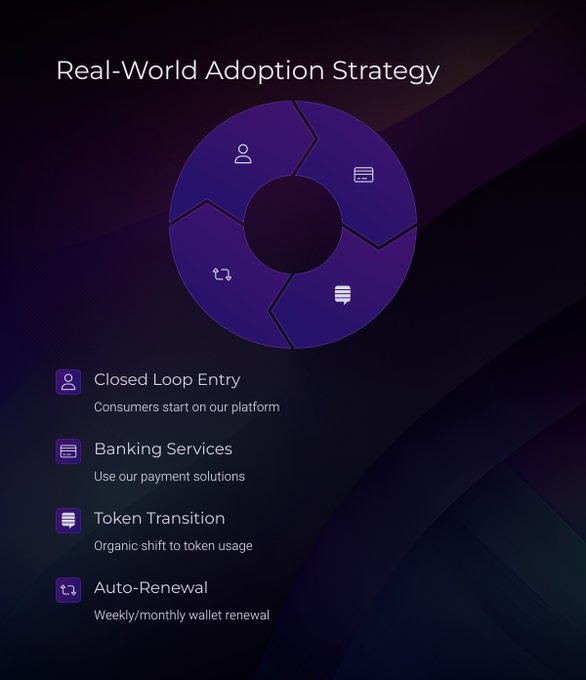 Real-World Adoption Strategy
Closed Loop Entry
Consumers start on our platform
Banking Services
Use our payment solutions
Token Transition
Organic shift to token usage
Auto-Renewal
Weekly/monthly wallet renewal